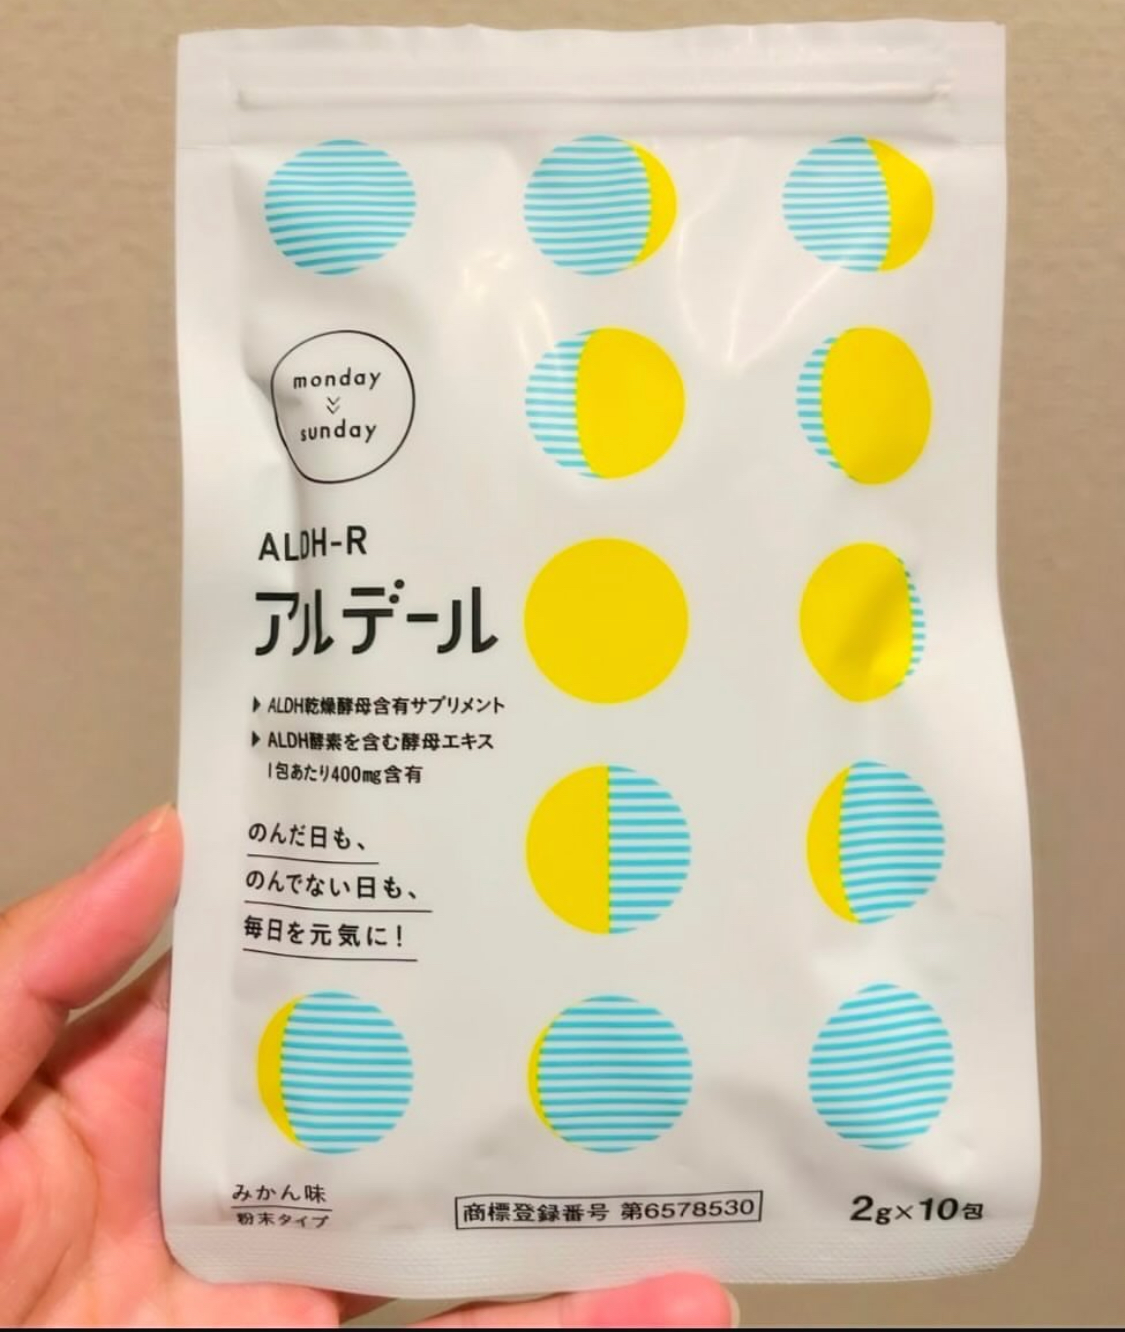 monday
sunday
ALDH-R
アルデール
ALDH乾燥酵母含有サプリメント
ALDH酵素を含む酵母エキス
1包あたり400mg含有
のんだ日も、
のんでない日も、
毎日を元気に!
みかん味
粉末タイプ
商標登録番号 第6578530
2g×10包